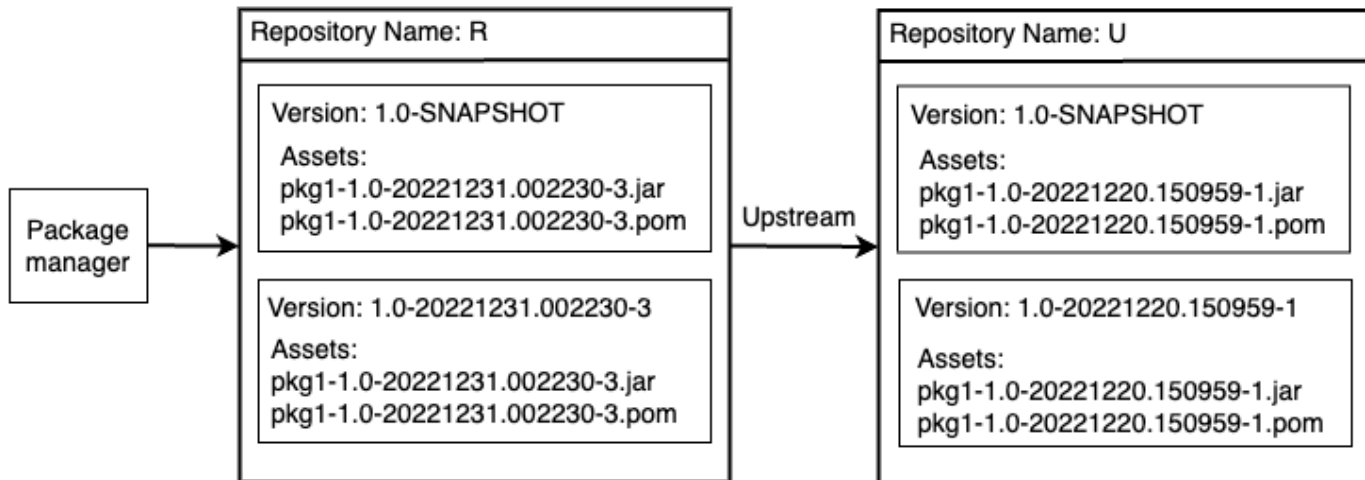 Package
manager
Repository Name: R
Version: 1.0-SNAPSHOT
Assets:
pkg1-1.0-20221231.002230-3.jar
pkg1-1.0-20221231.002230-3.pom
Version: 1.0-20221231.002230-3
Assets:
pkg1-1.0-20221231.002230-3.jar
pkg1-1.0-20221231.002230-3.pom
Upstream
Repository Name: U
Version: 1.0-SNAPSHOT
Assets:
pkg1-1.0-20221220.150959-1.jar
pkg1-1.0-20221220.150959-1.pom
Version: 1.0-20221220.150959-1
Assets:
pkg1-1.0-20221220.150959-1.jar
pkg1-1.0-20221220.150959-1.pom